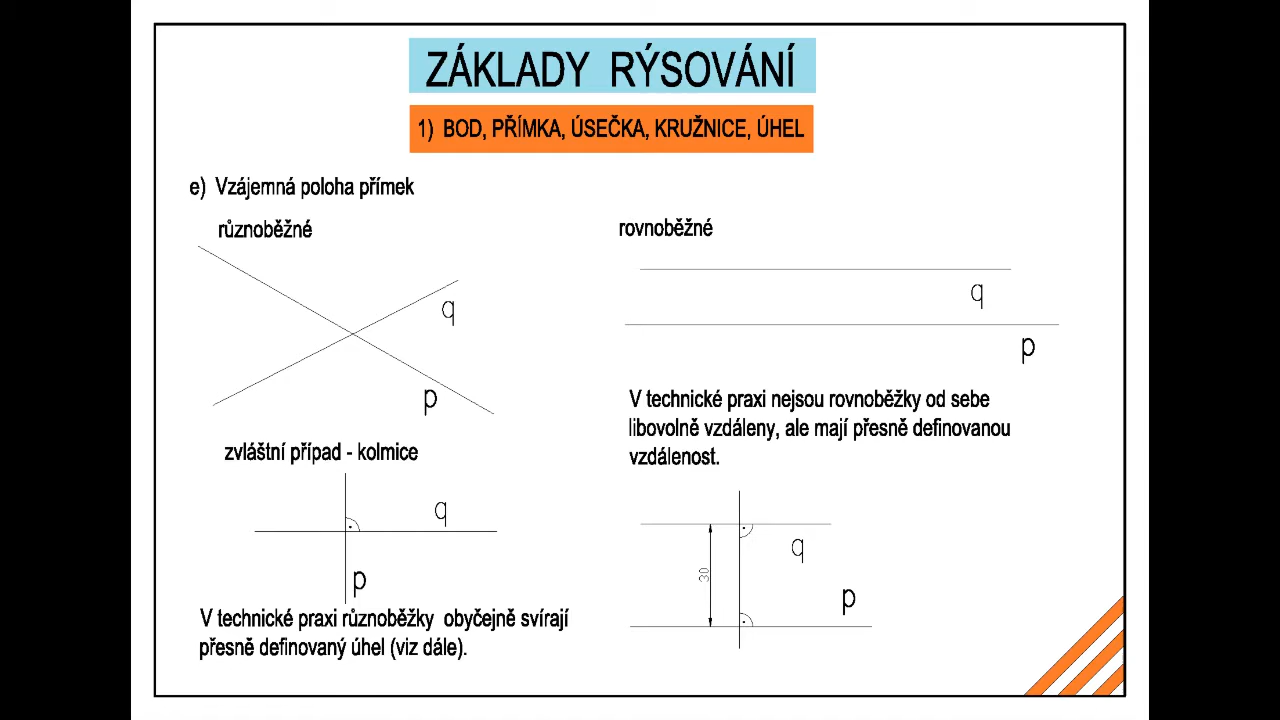 ZÁKLADY RÝSOVÁNÍ
1) BOD, PŘÍMKA, ÚSEČKA, KRUŽNICE, ÚHEL
e) Vzájemná poloha přímek
různoběžné
q
p
zvláštní případ - kolmice
q
p
V technické praxi různoběžky obyčejně svírají
přesně definovaný úhel (viz dále).
rovnoběžné
q
p
V technické praxi nejsou rovnoběžky od sebe
libovolně vzdáleny, ale mají přesně definovanou
vzdálenost.
30
q
p